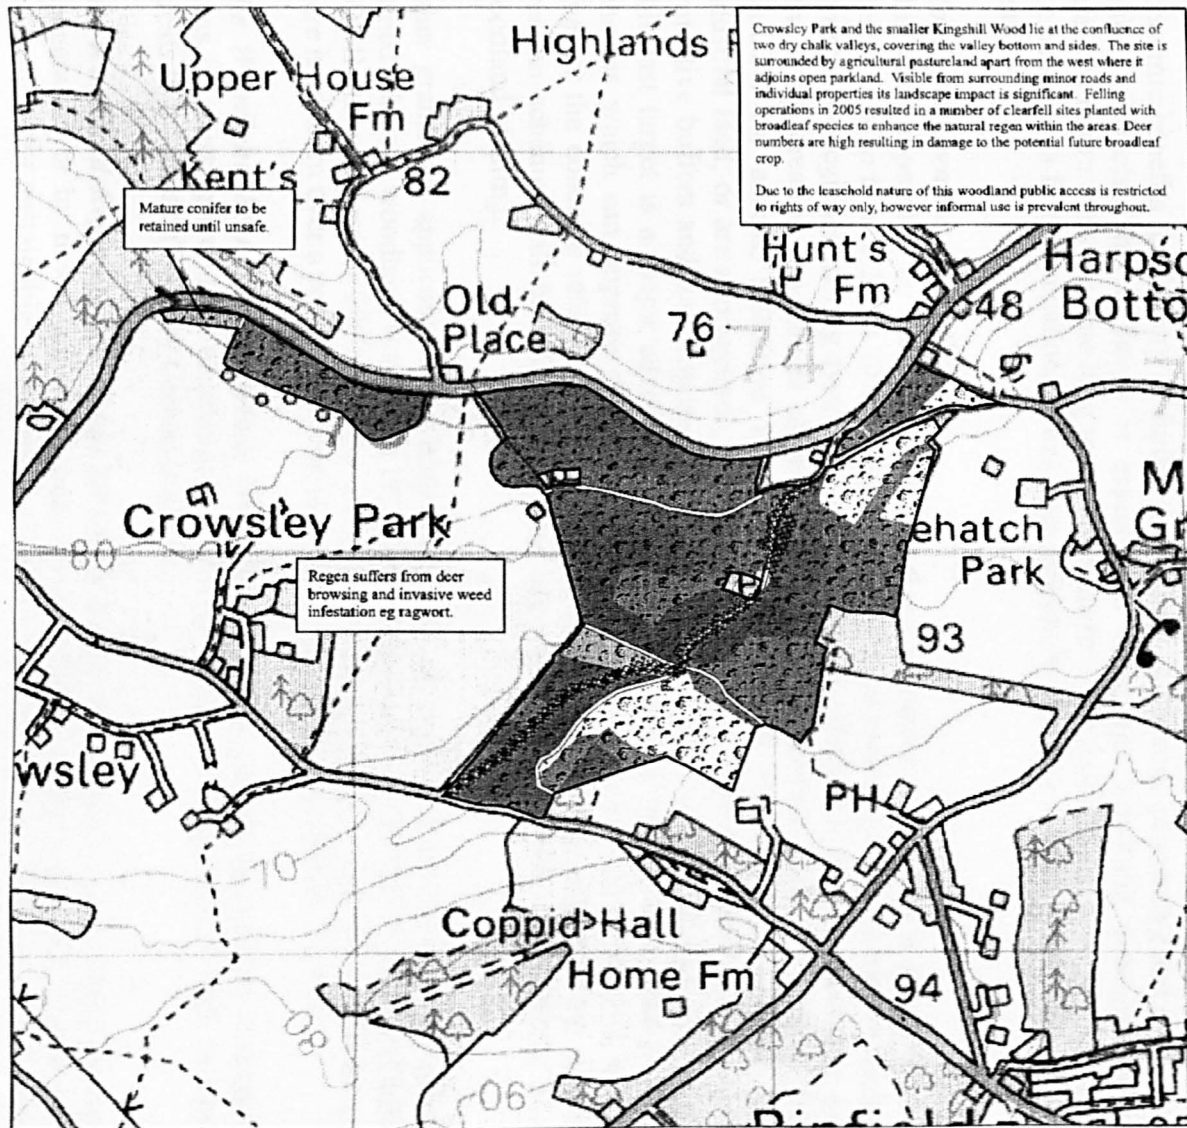 Crowsley Park and the smaller Kingshill Wood lie at the confluence of
two dry chalk valleys, covering the valley bottom and sides. The site is
surrounded by agricultural pastureland apart from the west where it
adjoins open parkland. Visible from surrounding minor roads and
individual properties its landscape impact is significant. Felling
operations in 2005 resulted in a number of clearfell sites planted with
broadleaf species to enhance the natural regen within the areas. Deer
numbers are high resulting in damage to the potential future broadleaf
crop.
Due to the leasehold nature of this woodland public access is restricted
to rights of way only, however informal use is prevalent throughout.
Highlands F
Upper House
Fm
Kent's
82
Mature conifer to be
retained until unsafe.
Hunt's
Fm
Harpsd
Botto
48
Old
Place
76
74
Crowsley Park
80
M
Gr
ehatch
Park
Regen suffers from deer
browsing and invasive weed
infestation eg ragwort.
P
93
wsley
PH
70
Coppid Hall
Home Fm
94
80
90
Binfield